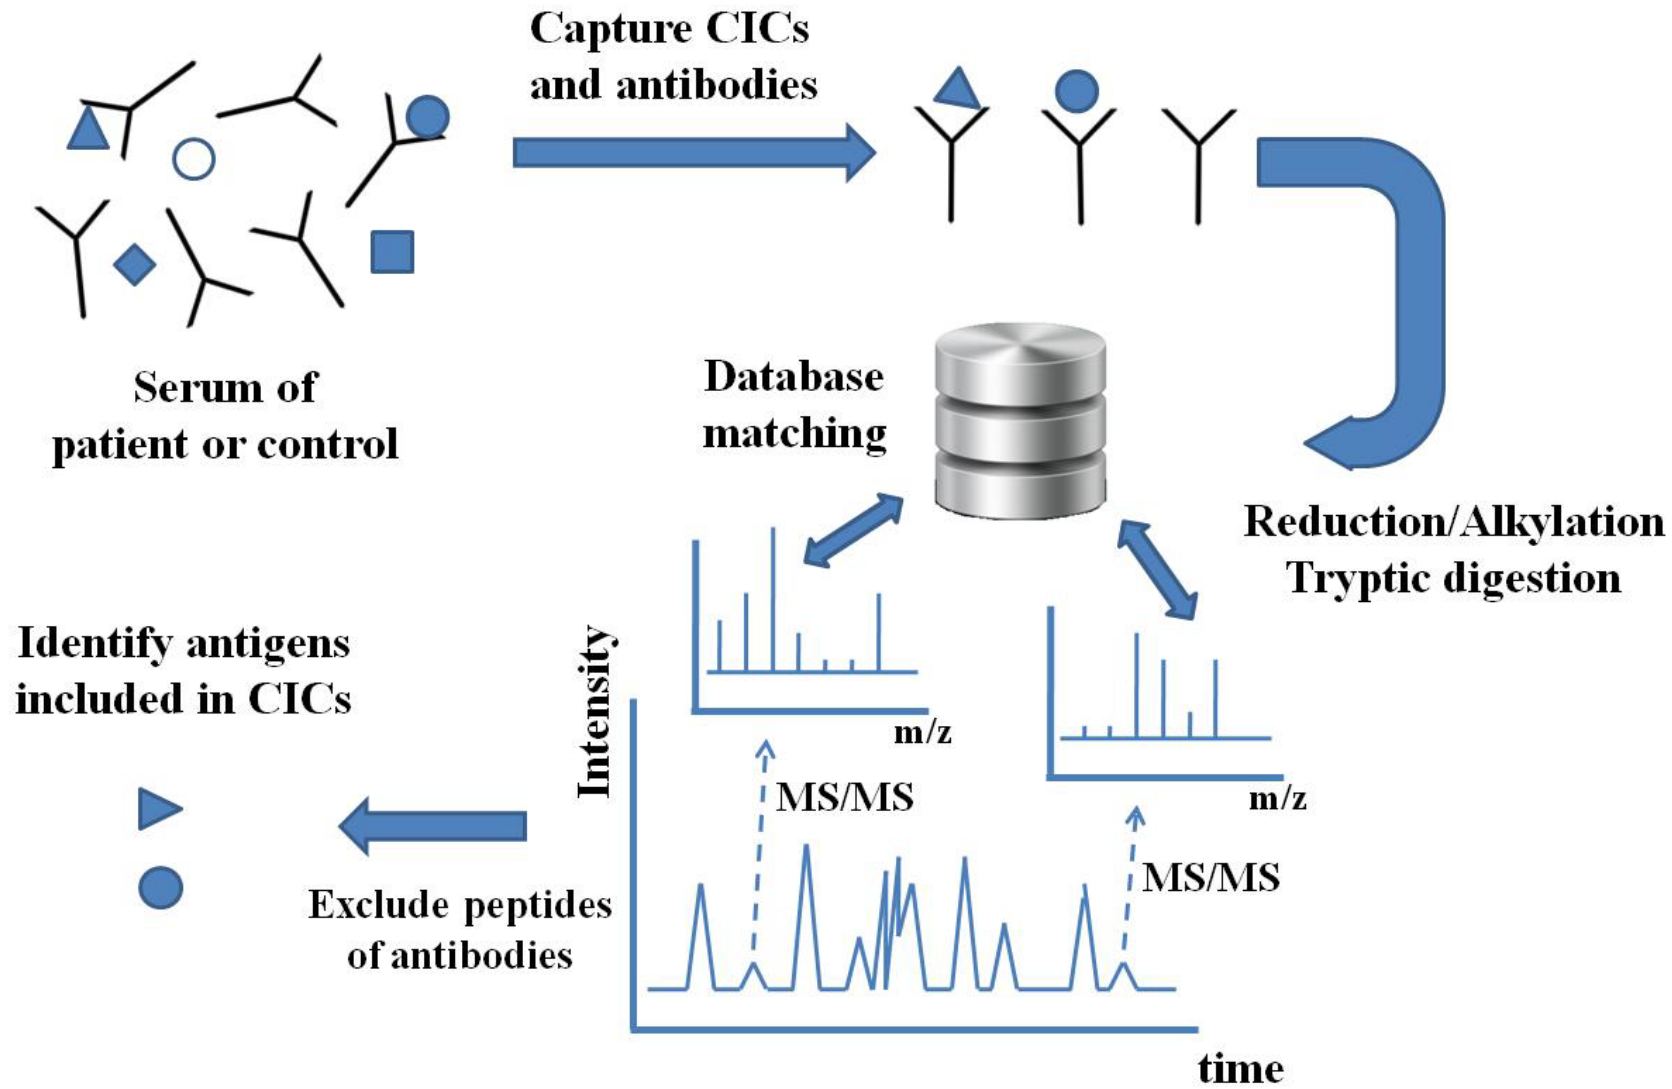 Capture CICs
and antibodies
Serum of
patient or control
Database
matching
Reduction/Alkylation
Tryptic digestion
Identify antigens
included in CICs
Intensity
m/z
m/z
MS/MS
MS/MS
Exclude peptides
of antibodies
time